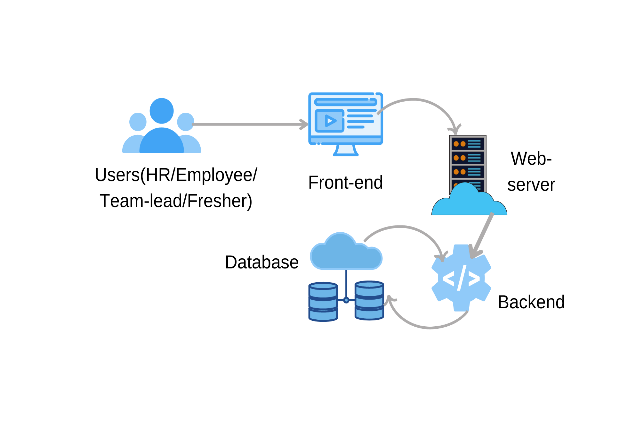 Users(HR/Employee/
Team-lead/Fresher)
Front-end
Web-
server
Database
</>
Backend